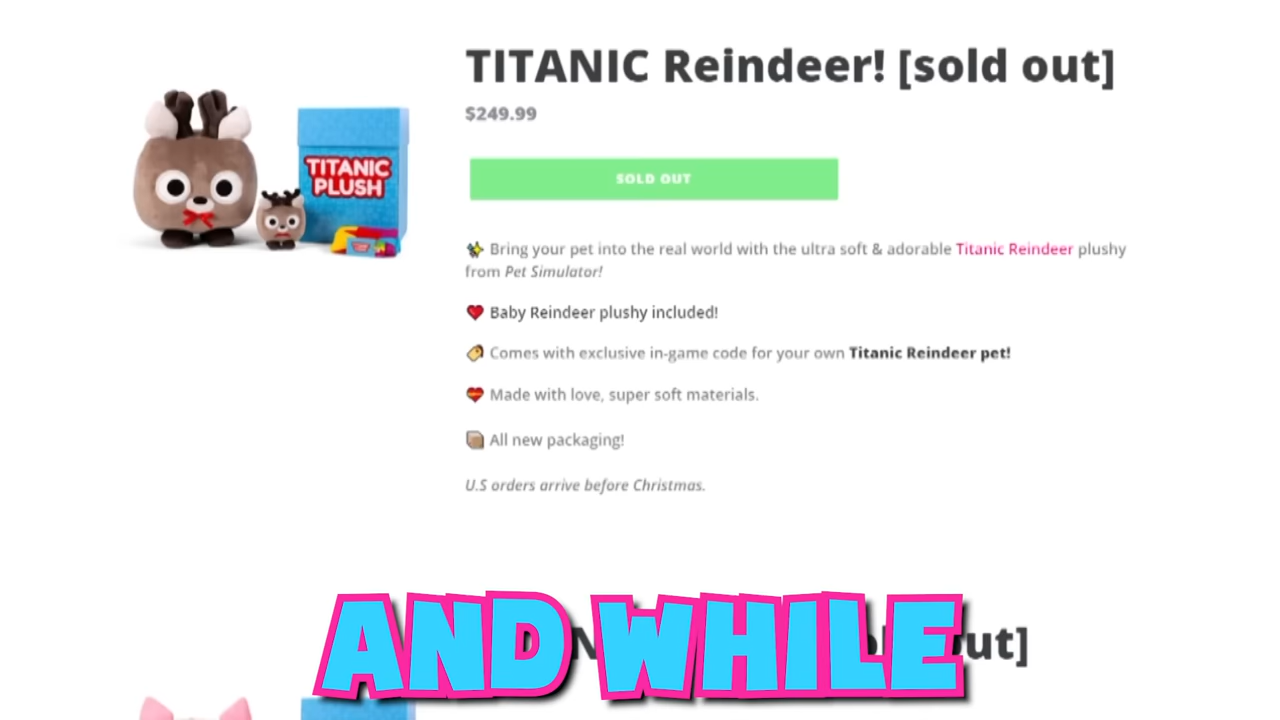 TITANIC Reindeer! [sold out]
$249.99
TITANIC
PLUSH
SOLD OUT
✨ Bring your pet into the real world with the ultra soft & adorable Titanic Reindeer plushy
from Pet Simulator!
❤️ Baby Reindeer plushy included!
🏷️ Comes with exclusive in-game code for your own Titanic Reindeer pet!
Made with love, super soft materials.
📦 All new packaging!
U.S orders arrive before Christmas.
AND WHILE